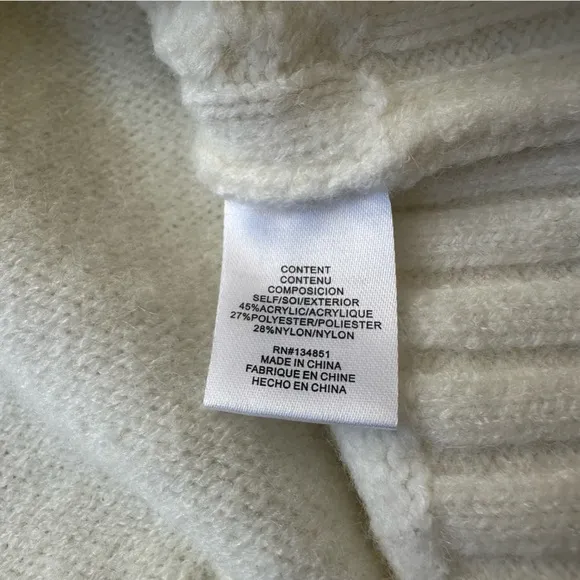 CONTENT
CONTENU
COMPOSICION
SELF/SOI/EXTERIOR
45%ACRYLIC/ACRYLIQUE
27%POLYESTER/POLIESTER
28%NYLON/NYLON
RN#134851
MADE IN CHINA
FABRIQUE EN CHINE
HECHO EN CHINA